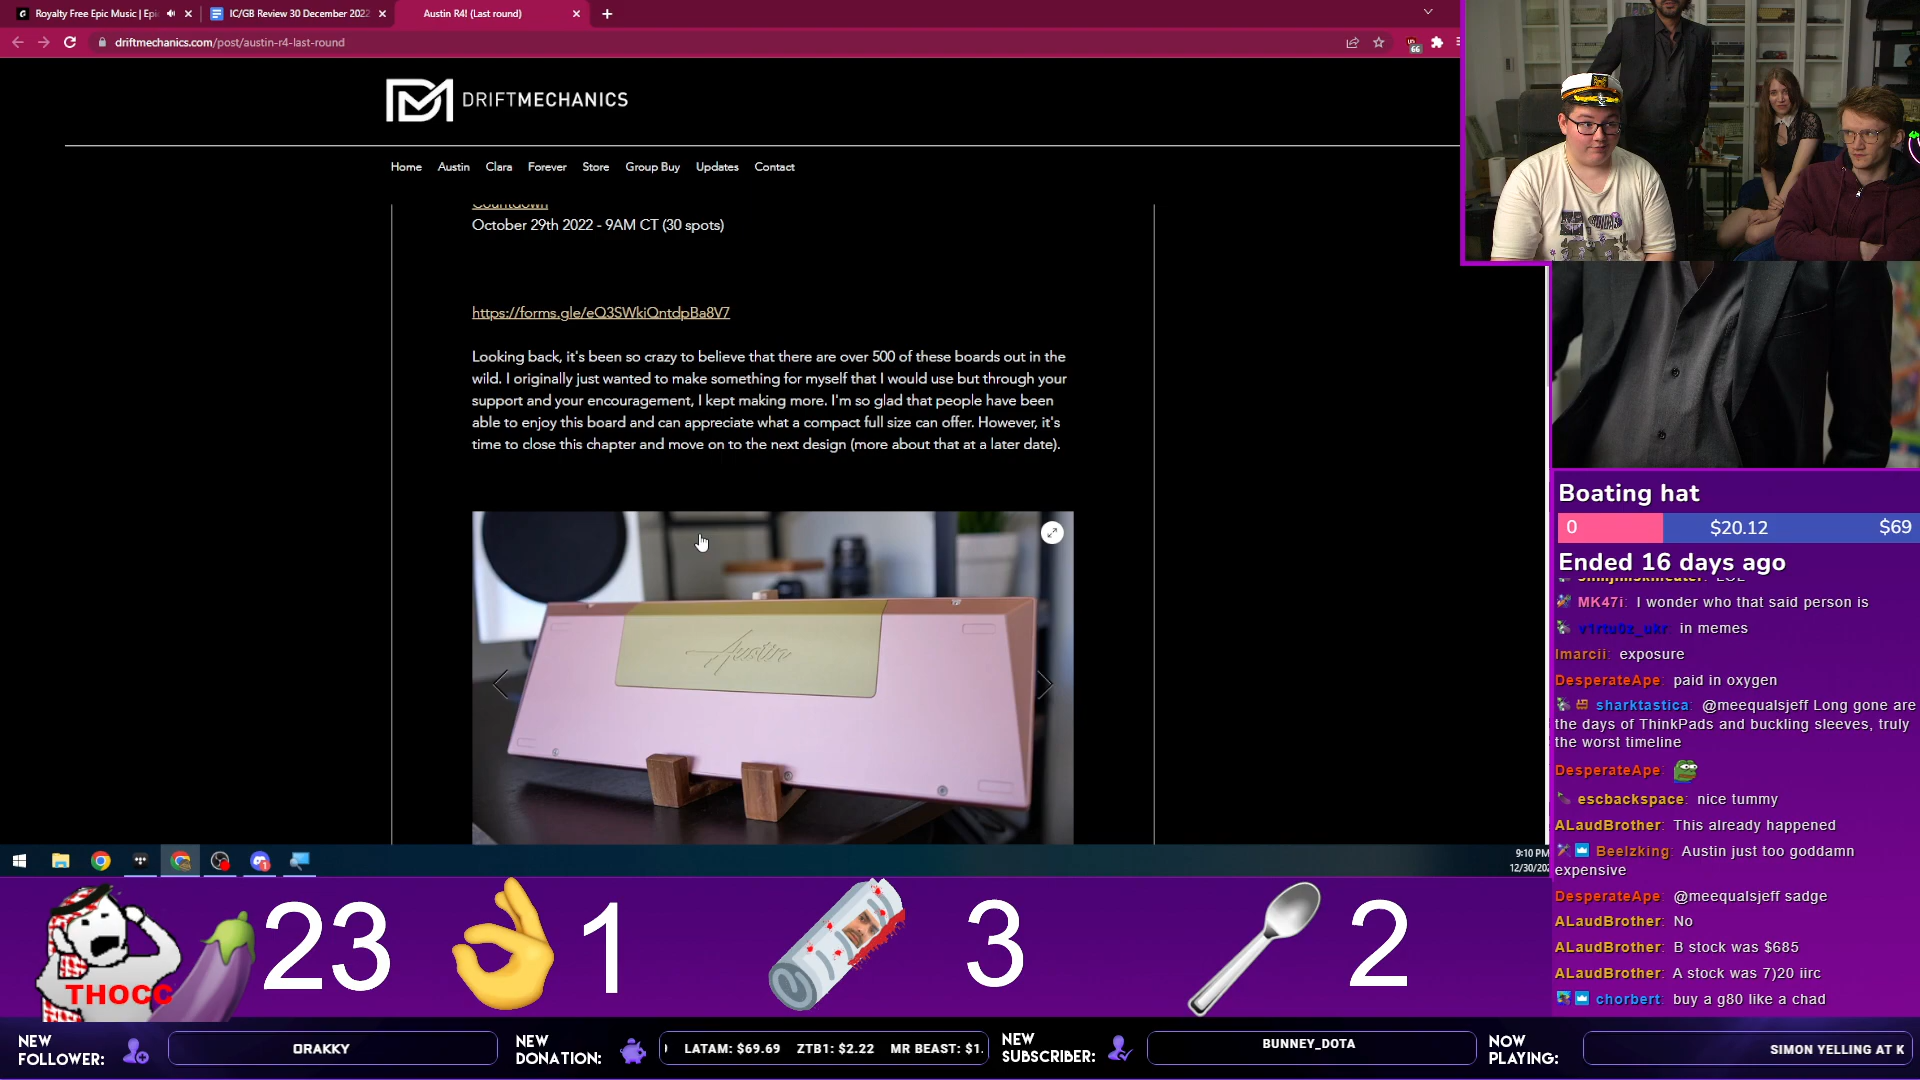 Royalty Free Epic Music | Epi
IC/GB Review 30 December 2022
Austin R4! (Last round)
driftmechanics.com/post/austin-r4-last-round
66
DM DRIFTMECHANICS
Home Austin Clara Forever Store Group Buy Updates Contact
Countdown
October 29th 2022 - 9AM CT (30 spots)
https://forms.gle/eQ3SWkiQntdpBa8V7
Looking back, it's been so crazy to believe that there are over 500 of these boards out in the
wild. I originally just wanted to make something for myself that I would use but through your
support and your encouragement, I kept making more. I'm so glad that people have been
able to enjoy this board and can appreciate what a compact full size can offer. However, it's
time to close this chapter and move on to the next design (more about that at a later date).
Austin
9:10 PM
12/30/202
Boating hat
0 $20.12 $69
Ended 16 days ago
MK47i: I wonder who that said person is
v1rtu0z_okr: in memes
Imarcii: exposure
DesperateApe: paid in oxygen
sharktastica: @meequalsjeff Long gone are
the days of ThinkPads and buckling sleeves, truly
the worst timeline
DesperateApe:
escbackspace: nice tummy
ALaudBrother: This already happened
Beelzking: Austin just too goddamn
expensive
DesperateApe: @meequalsjeff sadge
ALaudBrother: No
ALaudBrother: B stock was $685
ALaudBrother: A stock was 7)20 iirc
chorbert: buy a g80 like a chad
THOCC
23 1 3 2
NEW
FOLLOWER:
ORAKKY
NEW
DONATION:
LATAM: $69.69 ZTB1: $2.22 MR BEAST: $1.
NEW
SUBSCRIBER:
BUNNEY_DOTA
NOW
PLAYING:
SIMON YELLING AT K